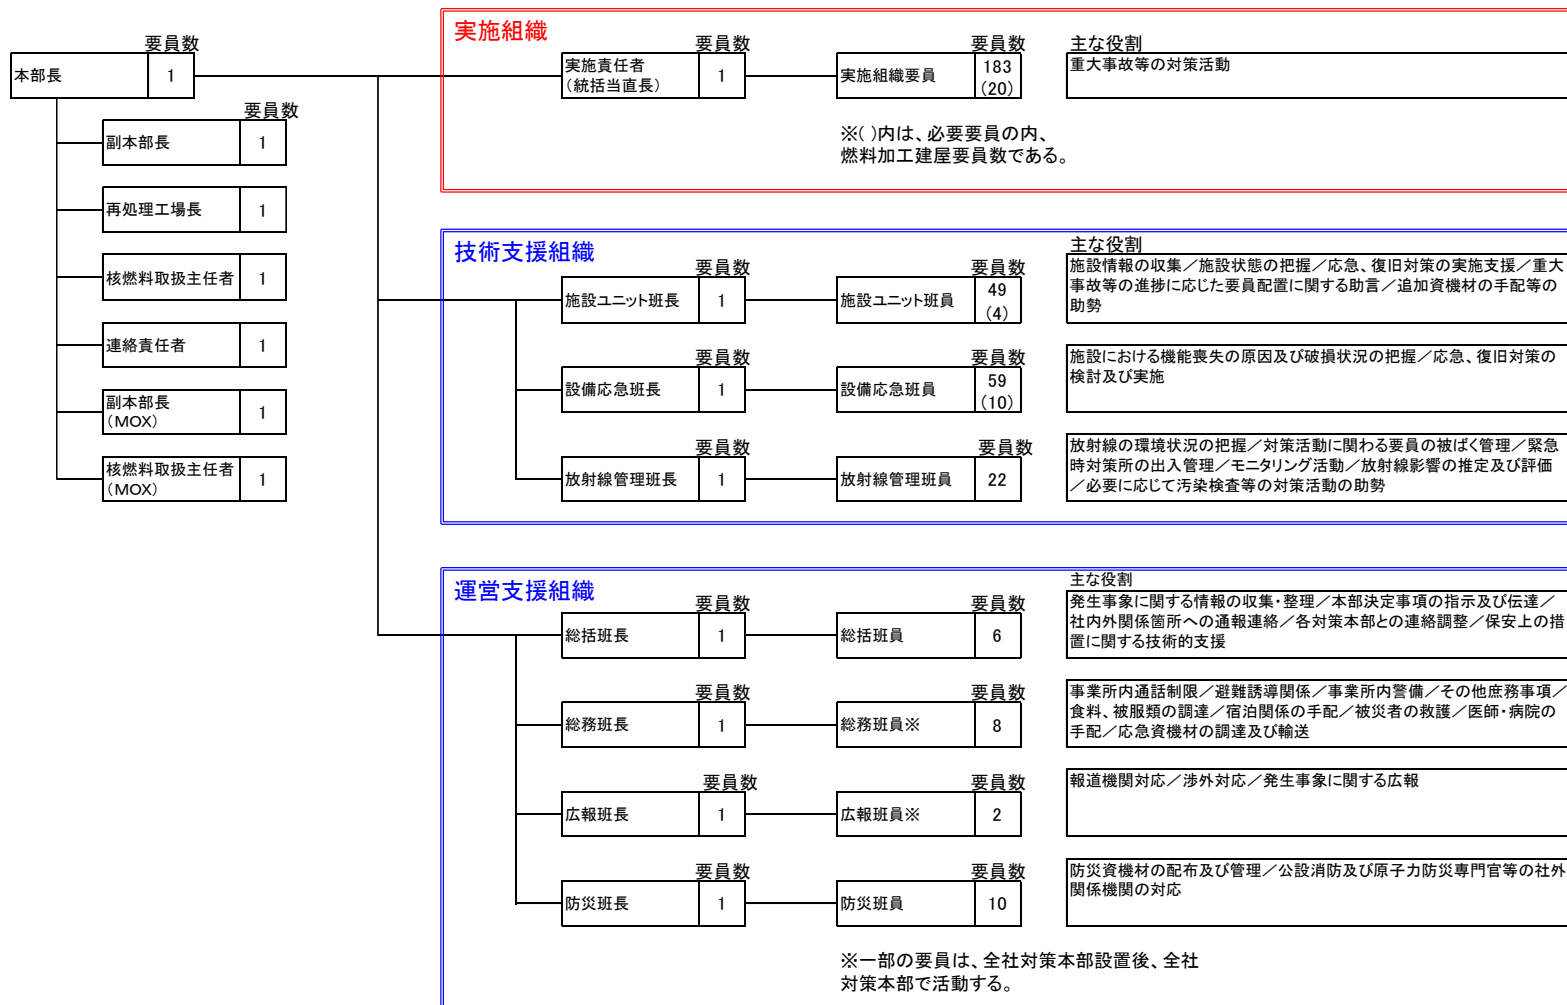 要員数
本部長
1
要員数
副本部長
1
再処理工場長
1
核燃料取扱主任者
1
連絡責任者
1
副本部長
(MOX)
1
核燃料取扱主任者
(MOX)
1
実施組織
要員数
要員数
主な役割
実施責任者
(統括当直長)
1
実施組織要員
183
(20)
重大事故等の対策活動
※( )内は、必要要員の内、
燃料加工建屋要員数である。
技術支援組織
要員数
要員数
主な役割
施設ユニット班長
1
施設ユニット班員
49
(4)
施設情報の収集／施設状態の把握／応急、復旧対策の実施支援／重大
事故等の進捗に応じた要員配置に関する助言／追加資機材の手配等の
助勢
要員数
要員数
設備応急班長
1
設備応急班員
59
(10)
施設における機能喪失の原因及び破損状況の把握／応急、復旧対策の
検討及び実施
要員数
要員数
放射線管理班長
1
放射線管理班員
22
放射線の環境状況の把握／対策活動に関わる要員の被ばく管理／緊急
時対策所の出入管理／モニタリング活動／放射線影響の推定及び評価
／必要に応じて汚染検査等の対策活動の助勢
運営支援組織
要員数
要員数
主な役割
総括班長
1
総括班員
6
発生事象に関する情報の収集・整理／本部決定事項の指示及び伝達／
社内外関係箇所への通報連絡／各対策本部との連絡調整／保安上の措
置に関する技術的支援
要員数
要員数
総務班長
1
総務班員※
8
事業所内通話制限／避難誘導関係／事業所内警備／その他庶務事項／
食料、被服類の調達／宿泊関係の手配／被災者の救護／医師・病院の
手配／応急資機材の調達及び輸送
要員数
要員数
広報班長
1
広報班員※
2
報道機関対応／渉外対応／発生事象に関する広報
要員数
要員数
防災班長
1
防災班員
10
防災資機材の配布及び管理／公設消防及び原子力防災専門官等の社外
関係機関の対応
※一部の要員は、全社対策本部設置後、全社
対策本部で活動する。